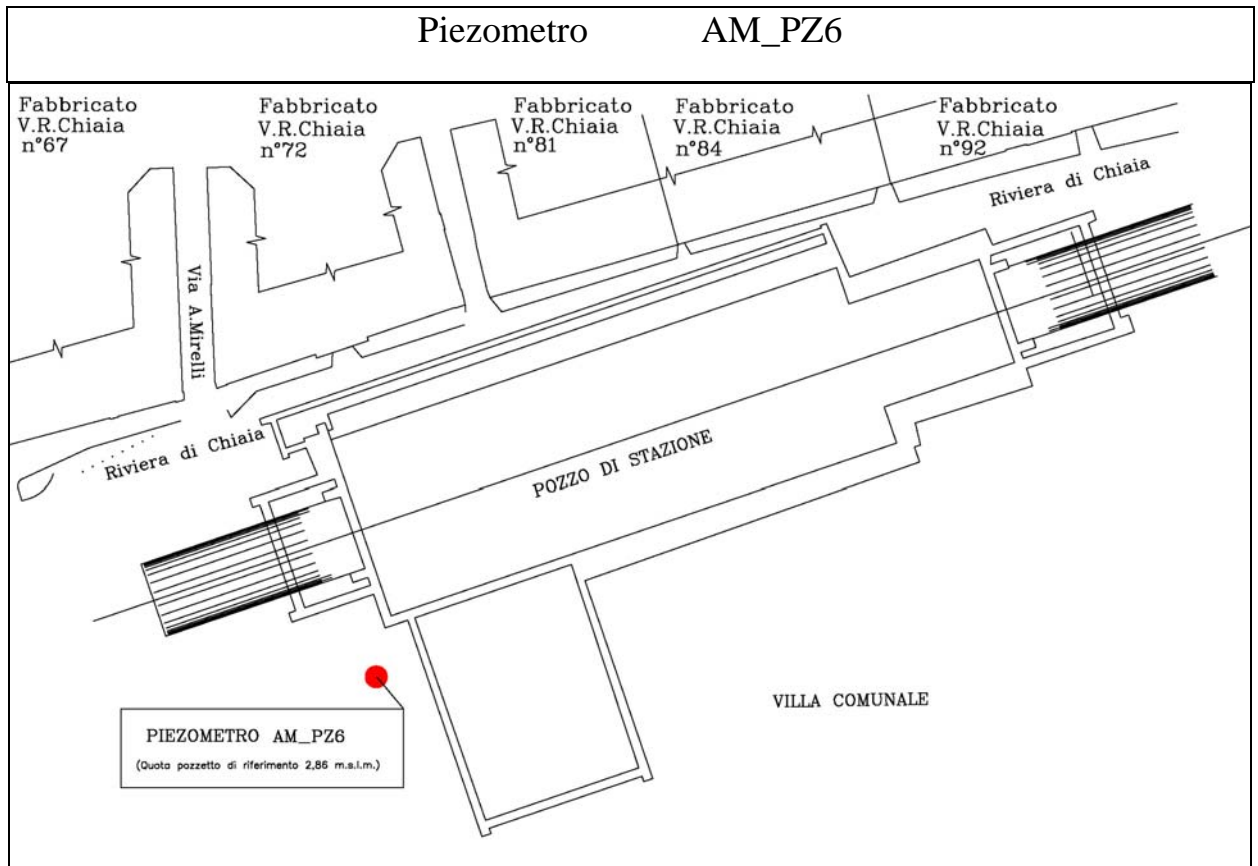 Piezometro AM_PZ6
Fabbricato
V.R.Chiaia
n°67
Fabbricato
V.R.Chiaia
n°72
Fabbricato
V.R.Chiaia
n°81
Fabbricato
V.R.Chiaia
n°84
Fabbricato
V.R.Chiaia
n°92
Riviera di Chiaia
Via A.Mirelli
Riviera di Chiaia
POZZO DI STAZIONE
VILLA COMUNALE
PIEZOMETRO AM_PZ6
(Quota pozzetto di riferimento 2,86 m.s.l.m.)